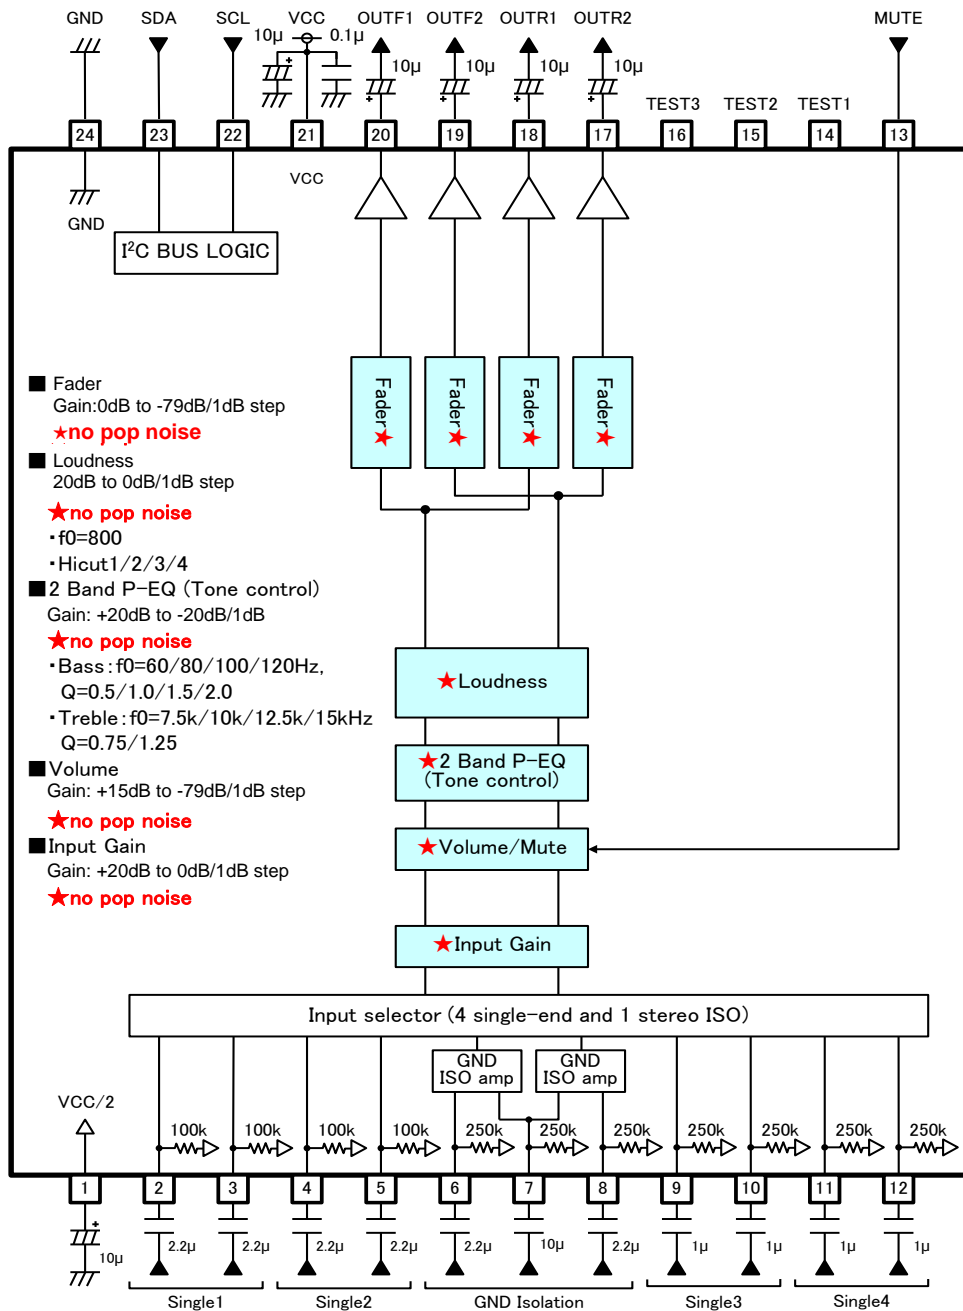 GND SDA SCL VCC OUTF1 OUTF2 OUTR1 OUTR2 MUTE
10μ 0.1μ
10μ 10μ 10μ 10μ
TEST3 TEST2 TEST1
24 23 22 21 20 19 18 17 16 15 14 13
VCC
GND
I²C BUS LOGIC
Fader★ Fader★ Fader★ Fader★
■ Fader
Gain:0dB to -79dB/1dB step
★no pop noise
■ Loudness
20dB to 0dB/1dB step
★no pop noise
・f0=800
・Hicut1/2/3/4
■2 Band P-EQ (Tone control)
Gain: +20dB to -20dB/1dB
★no pop noise
・Bass:f0=60/80/100/120Hz,
Q=0.5/1.0/1.5/2.0
・Treble:f0=7.5k/10k/12.5k/15kHz
Q=0.75/1.25
■Volume
Gain: +15dB to -79dB/1dB step
★no pop noise
■Input Gain
Gain: +20dB to 0dB/1dB step
★no pop noise
★Loudness
★2 Band P-EQ
(Tone control)
★Volume/Mute
★Input Gain
Input selector (4 single-end and 1 stereo ISO)
GND
ISO amp
GND
ISO amp
VCC/2
100k 100k 100k 100k 250k 250k 250k 250k 250k 250k 250k
1 2 3 4 5 6 7 8 9 10 11 12
10μ 2.2μ 2.2μ 2.2μ 2.2μ 2.2μ 10μ 2.2μ 1μ 1μ 1μ 1μ
Single1 Single2 GND Isolation Single3 Single4